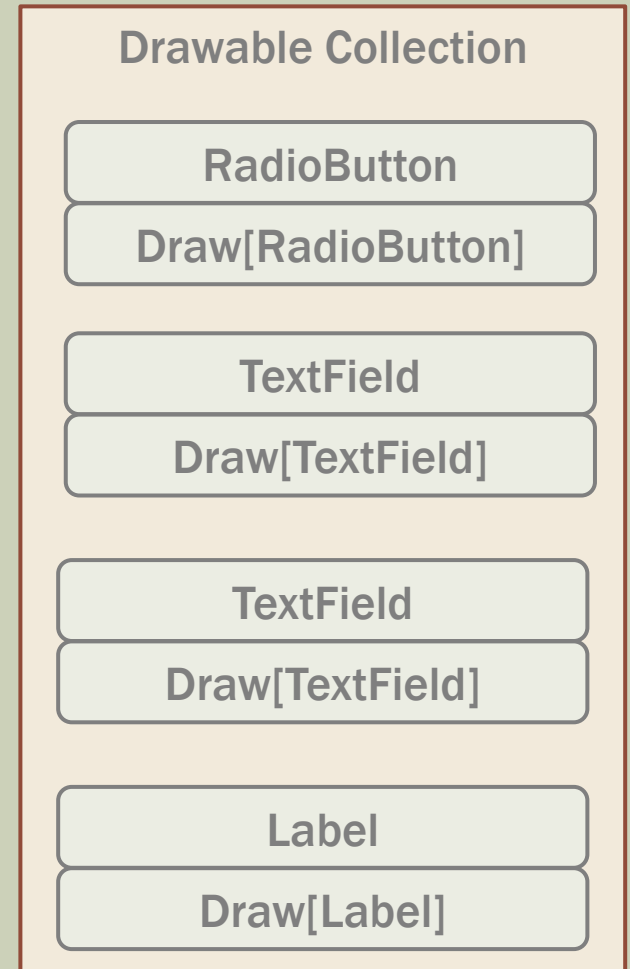 Drawable Collection
RadioButton
Draw[RadioButton]
TextField
Draw[TextField]
TextField
Draw[TextField]
Label
Draw[Label]